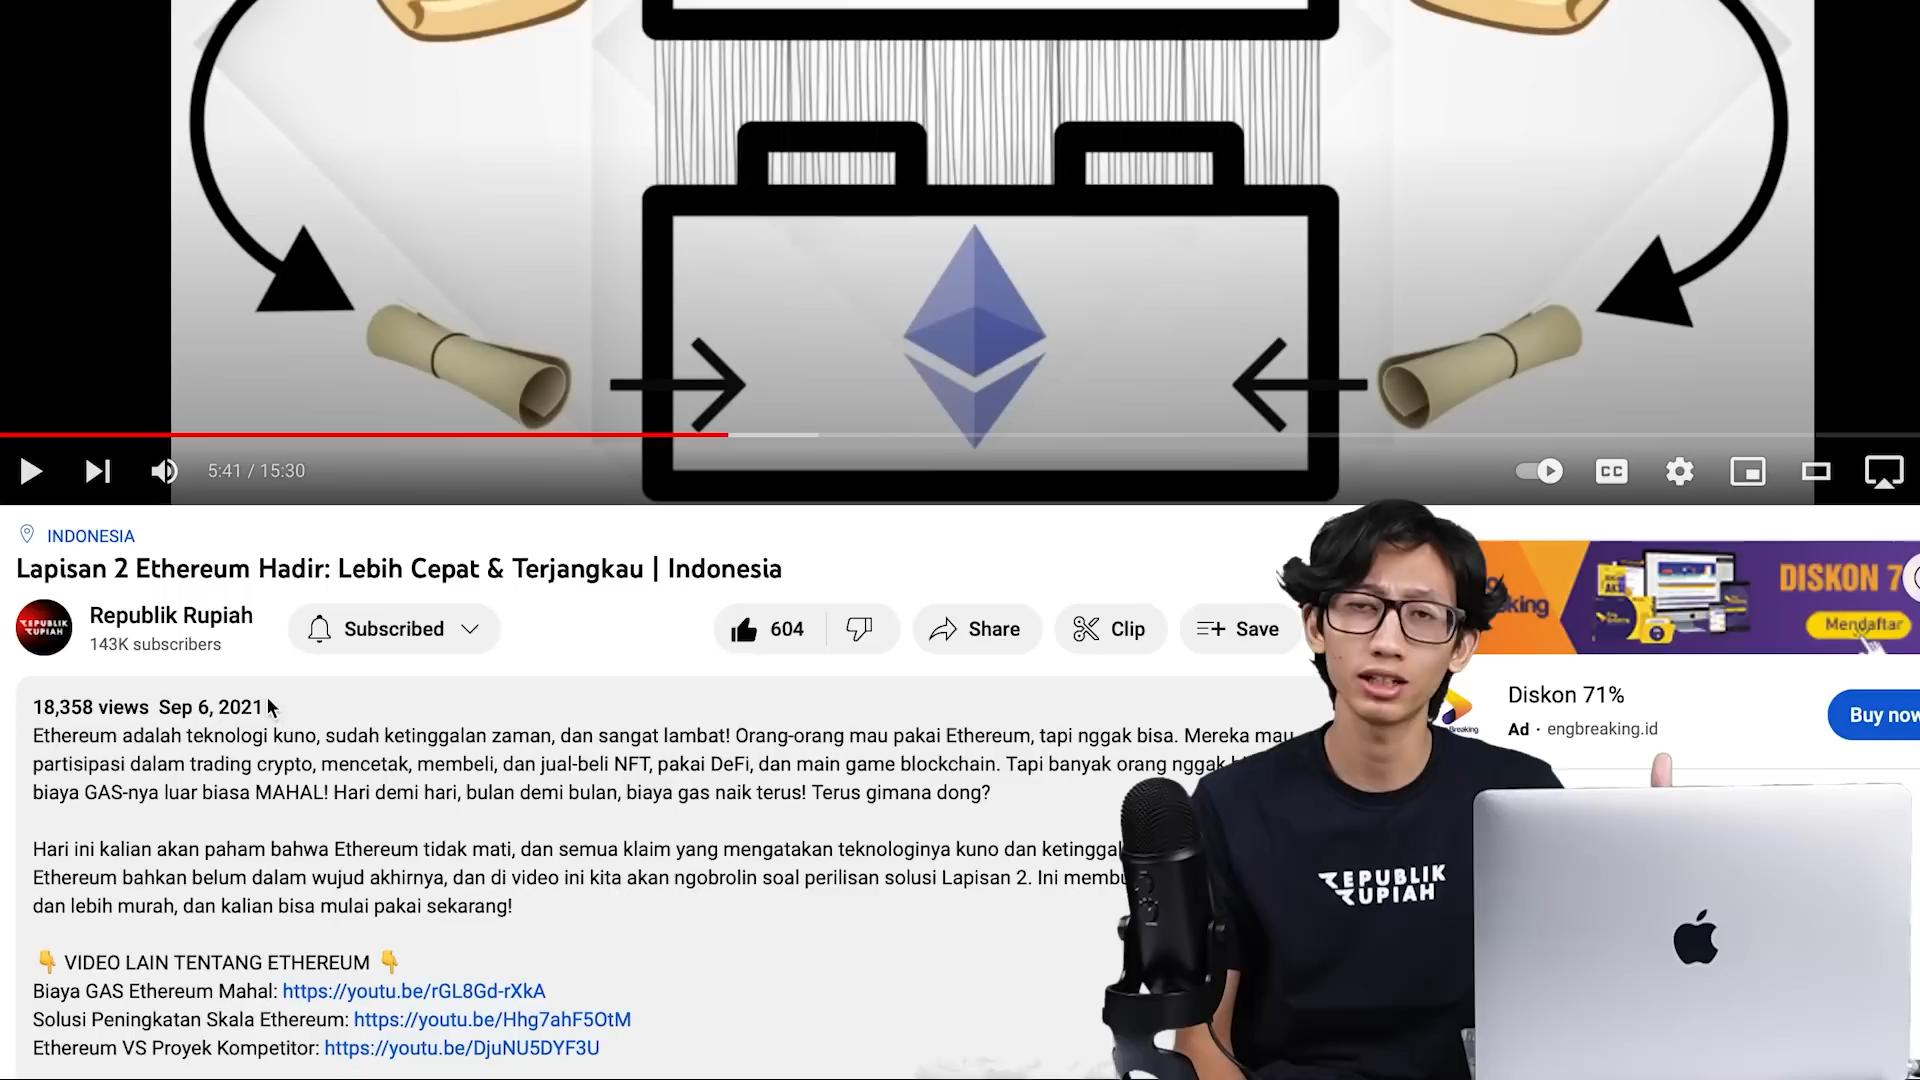 5:41 / 15:30
CC
INDONESIA
Lapisan 2 Ethereum Hadir: Lebih Cepat & Terjangkau | Indonesia
REPUBLIK
RUPIAH
Republik Rupiah
143K subscribers
Subscribed
604
Share
Clip
Save
DISKON 7
Mendaftar
18,358 views Sep 6, 2021
Ethereum adalah teknologi kuno, sudah ketinggalan zaman, dan sangat lambat! Orang-orang mau pakai Ethereum, tapi nggak bisa. Mereka mau
partisipasi dalam trading crypto, mencetak, membeli, dan jual-beli NFT, pakai DeFi, dan main game blockchain. Tapi banyak orang nggak
biaya GAS-nya luar biasa MAHAL! Hari demi hari, bulan demi bulan, biaya gas naik terus! Terus gimana dong?
Hari ini kalian akan paham bahwa Ethereum tidak mati, dan semua klaim yang mengatakan teknologinya kuno dan ketinggal
Ethereum bahkan belum dalam wujud akhirnya, dan di video ini kita akan ngobrolin soal perilisan solusi Lapisan 2. Ini membu
dan lebih murah, dan kalian bisa mulai pakai sekarang!
👇 VIDEO LAIN TENTANG ETHEREUM 👇
Biaya GAS Ethereum Mahal: https://youtu.be/rGL8Gd-rXkA
Solusi Peningkatan Skala Ethereum: https://youtu.be/Hhg7ahF5OtM
Ethereum VS Proyek Kompetitor: https://youtu.be/DjuNU5DYF3U
Diskon 71%
Ad · engbreaking.id
Buy now
REPUBLIK
RUPIAH